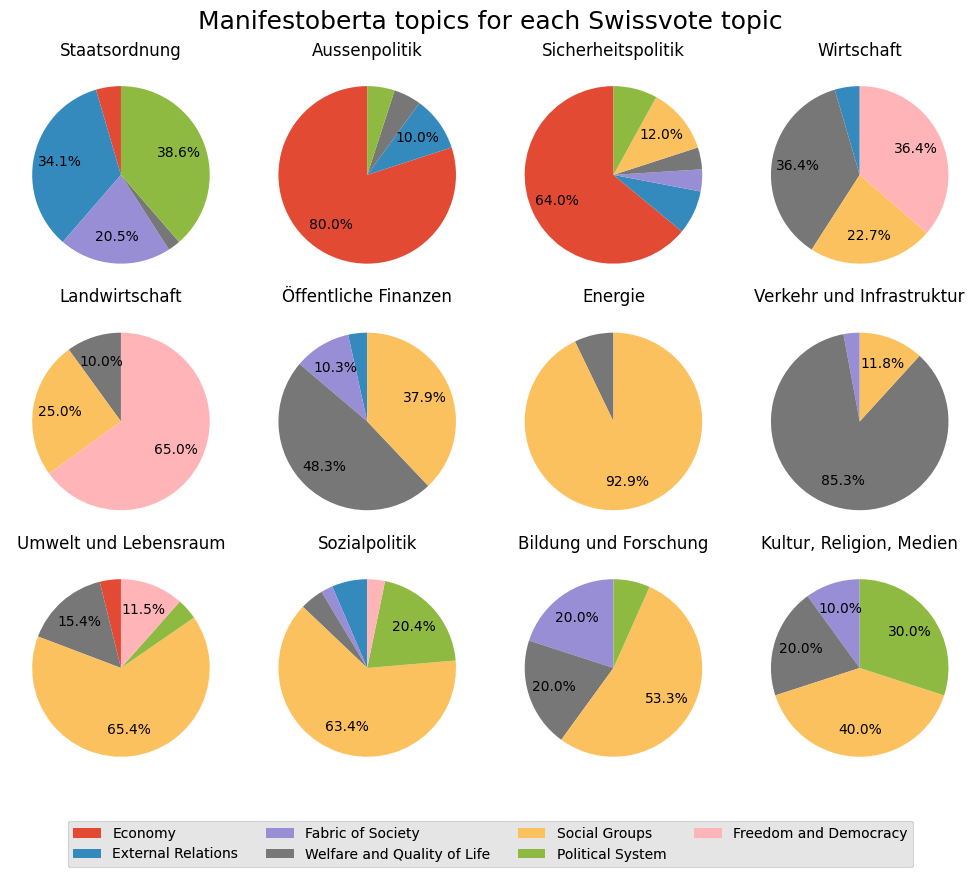 Manifestoberta topics for each Swissvote topic
Staatsordnung
Aussenpolitik
Sicherheitspolitik
Wirtschaft
34.1%
38.6%
20.5%
10.0%
80.0%
12.0%
64.0%
36.4%
36.4%
22.7%
Landwirtschaft
Öffentliche Finanzen
Energie
Verkehr und Infrastruktur
10.0%
25.0%
65.0%
10.3%
37.9%
48.3%
92.9%
11.8%
85.3%
Umwelt und Lebensraum
Sozialpolitik
Bildung und Forschung
Kultur, Religion, Medien
11.5%
15.4%
65.4%
20.4%
63.4%
20.0%
20.0%
53.3%
10.0%
20.0%
30.0%
40.0%
Economy
External Relations
Fabric of Society
Welfare and Quality of Life
Social Groups
Political System
Freedom and Democracy